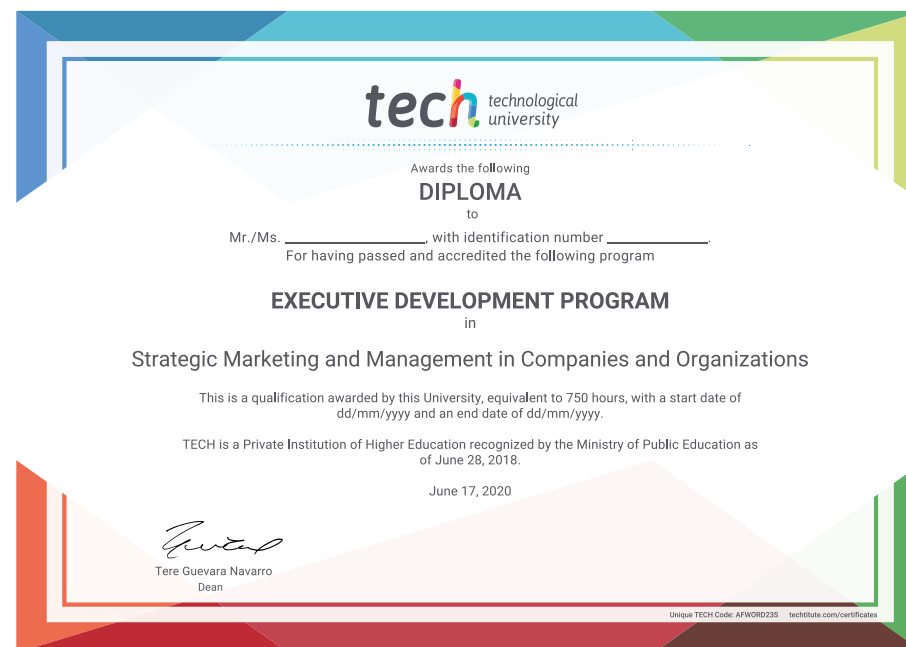 tech technological
university
Awards the following
DIPLOMA
to
Mr./Ms. ____________________, with identification number ______________.
For having passed and accredited the following program
EXECUTIVE DEVELOPMENT PROGRAM
in
Strategic Marketing and Management in Companies and Organizations
This is a qualification awarded by this University, equivalent to 750 hours, with a start date of
dd/mm/yyyy and an end date of dd/mm/yyyy.
TECH is a Private Institution of Higher Education recognized by the Ministry of Public Education as
of June 28, 2018.
June 17, 2020
Tere Guevara Navarro
Dean
Unique TECH Code: AFWORD23S techtitute.com/certificates